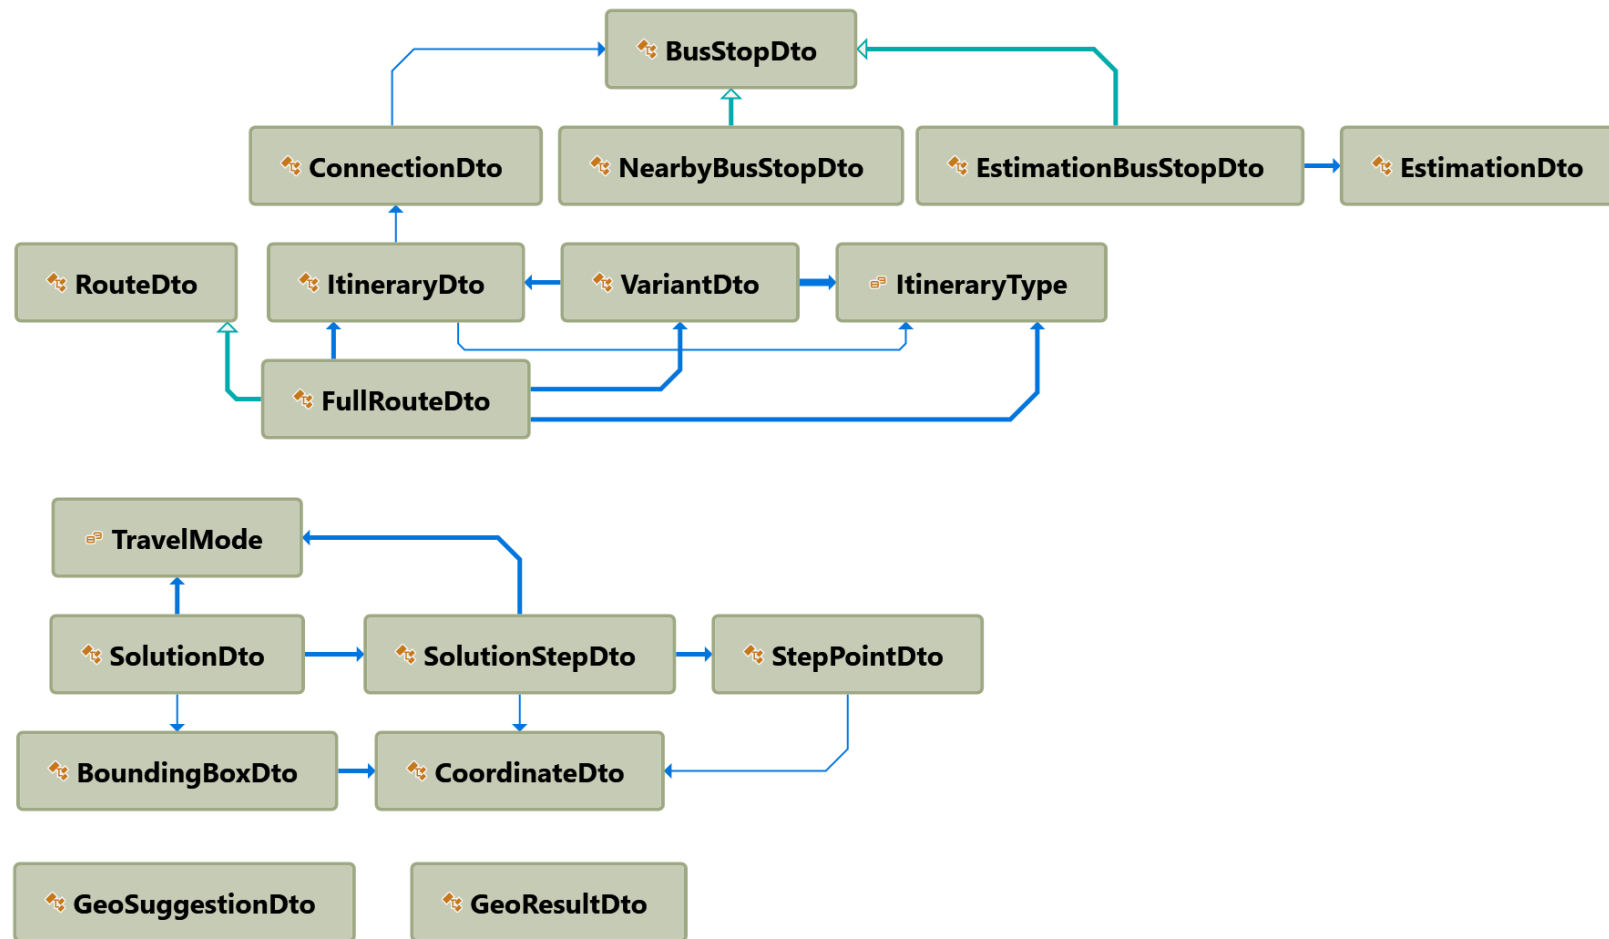 BusStopDto
ConnectionDto
NearbyBusStopDto
EstimationBusStopDto
EstimationDto
RouteDto
ItineraryDto
VariantDto
ItineraryType
FullRouteDto
TravelMode
SolutionDto
SolutionStepDto
StepPointDto
BoundingBoxDto
CoordinateDto
GeoSuggestionDto
GeoResultDto